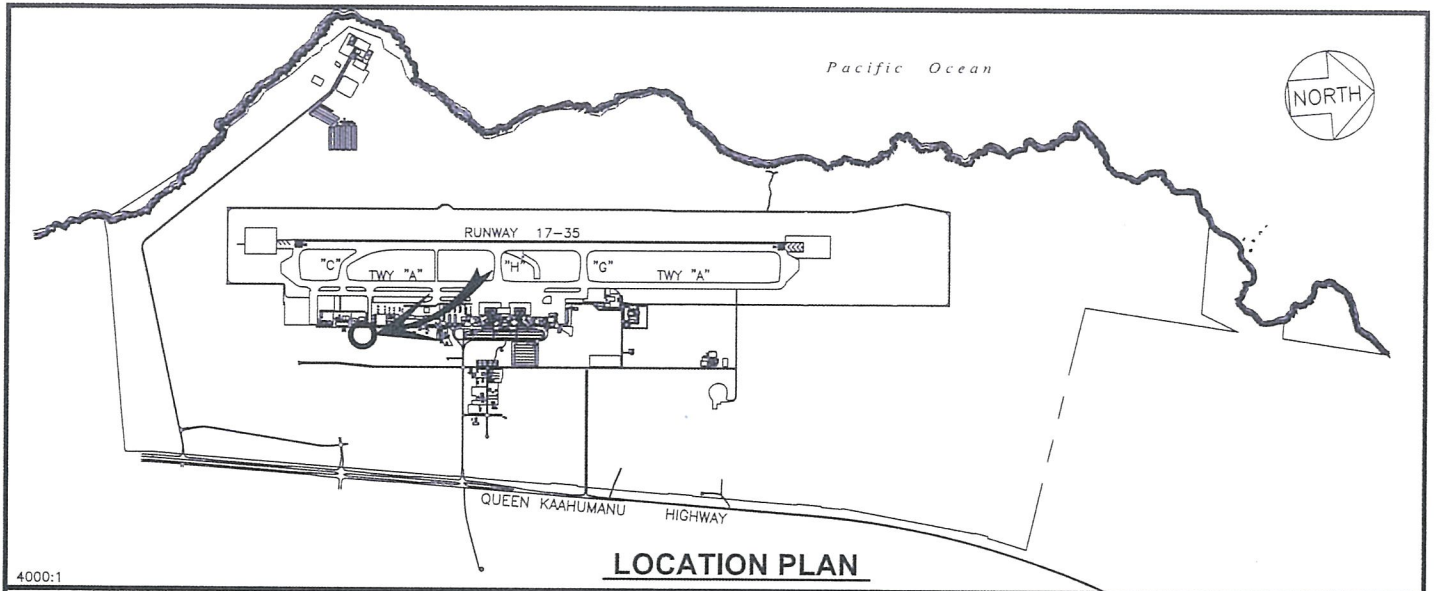 Pacific Ocean
NORTH
RUNWAY 17-35
"C"
TWY "A"
"H"
"G"
TWY "A"
QUEEN KAAHUMANU HIGHWAY
LOCATION PLAN
4000:1